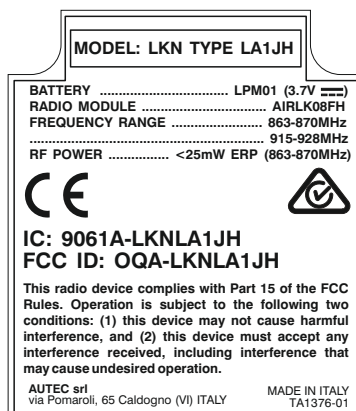 MODEL: LKN TYPE LA1JH
BATTERY ................................. LPM01 (3.7V ⎓)
RADIO MODULE ................................ AIRLK08FH
FREQUENCY RANGE ....................... 863-870MHz
............................................................ 915-928MHz
RF POWER ................ <25mW ERP (863-870MHz)
CE
IC: 9061A-LKNLA1JH
FCC ID: OQA-LKNLA1JH
This radio device complies with Part 15 of the FCC
Rules. Operation is subject to the following two
conditions: (1) this device may not cause harmful
interference, and (2) this device must accept any
interference received, including interference that
may cause undesired operation.
AUTEC srl
via Pomaroli, 65 Caldogno (VI) ITALY
MADE IN ITALY
TA1376-01